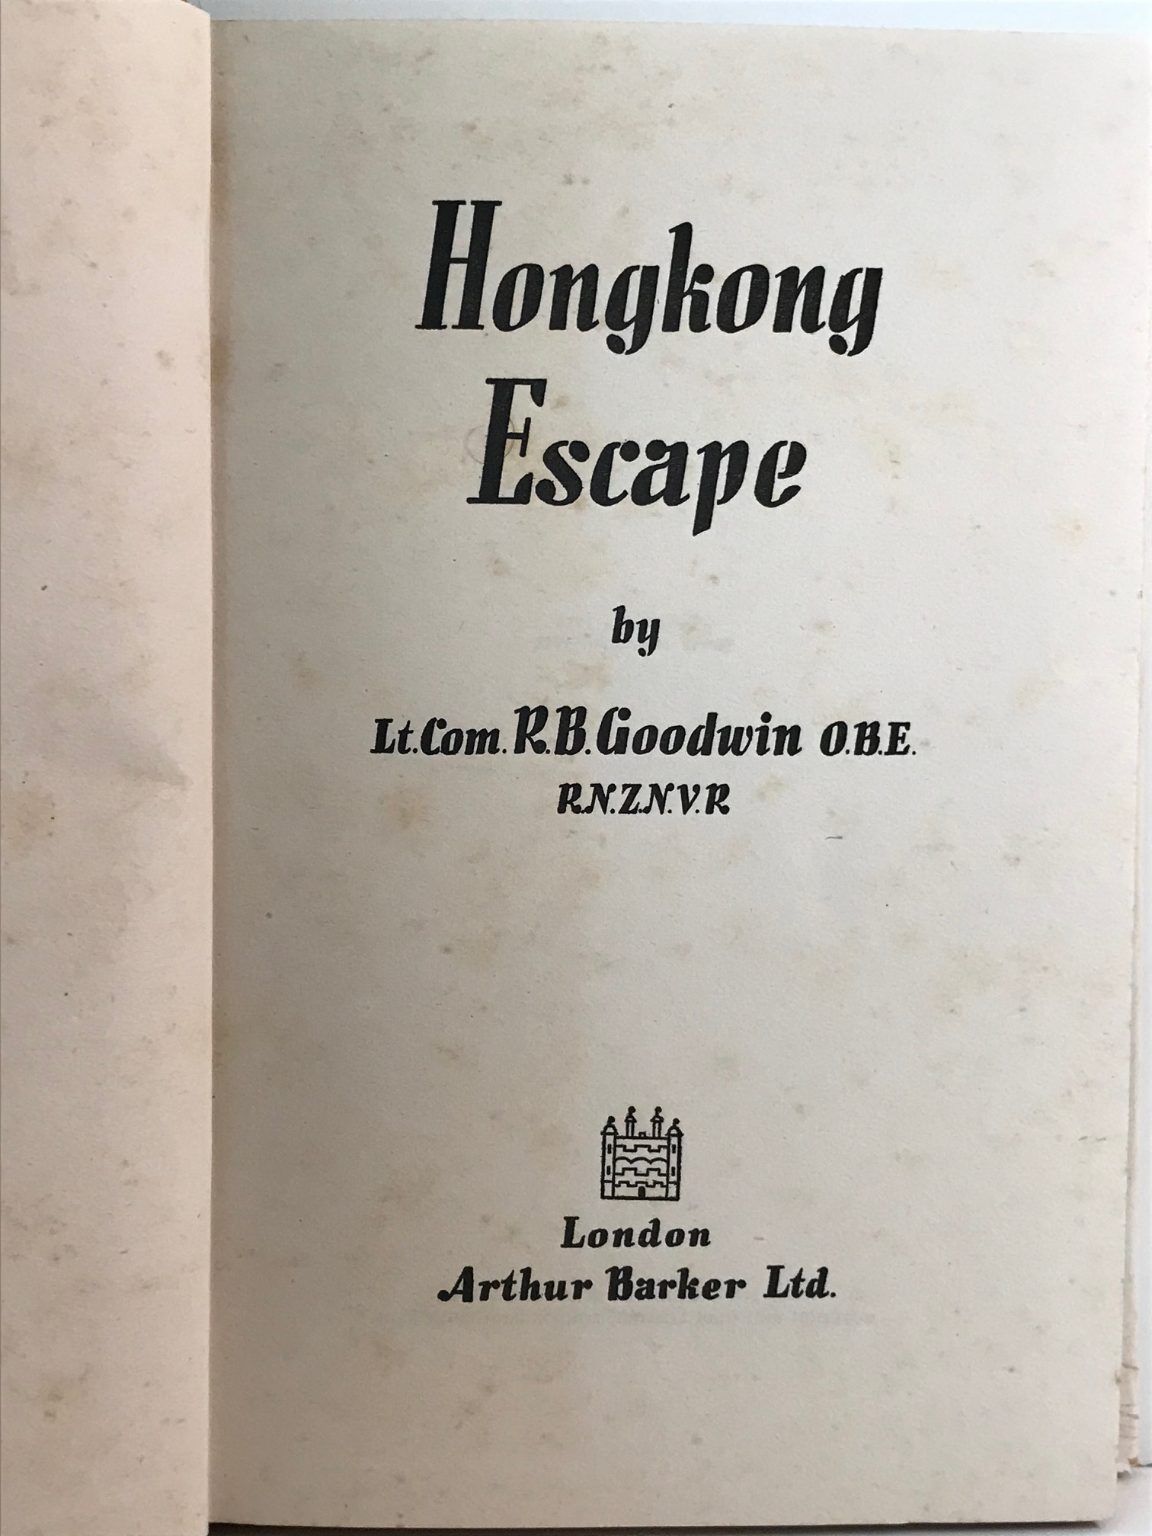 Hongkong
Escape
by
Lt.Com. R.B. Goodwin O.B.E.
R.N.Z.N.V.R
London
Arthur Barker Ltd.